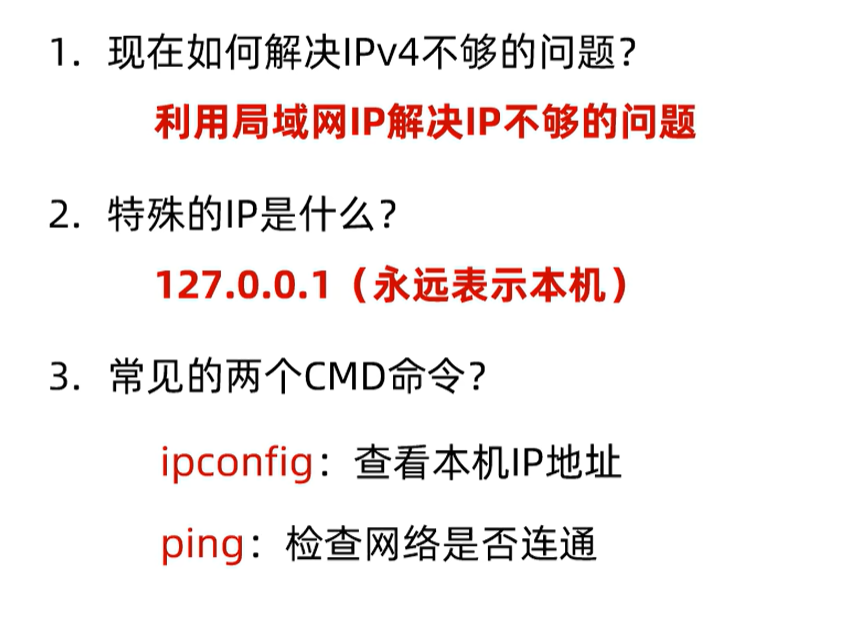 1. 现在如何解决IPv4不够的问题？
利用局域网IP解决IP不够的问题
2. 特殊的IP是什么？
127.0.0.1（永远表示本机）
3. 常见的两个CMD命令？
ipconfig：查看本机IP地址
ping：检查网络是否连通